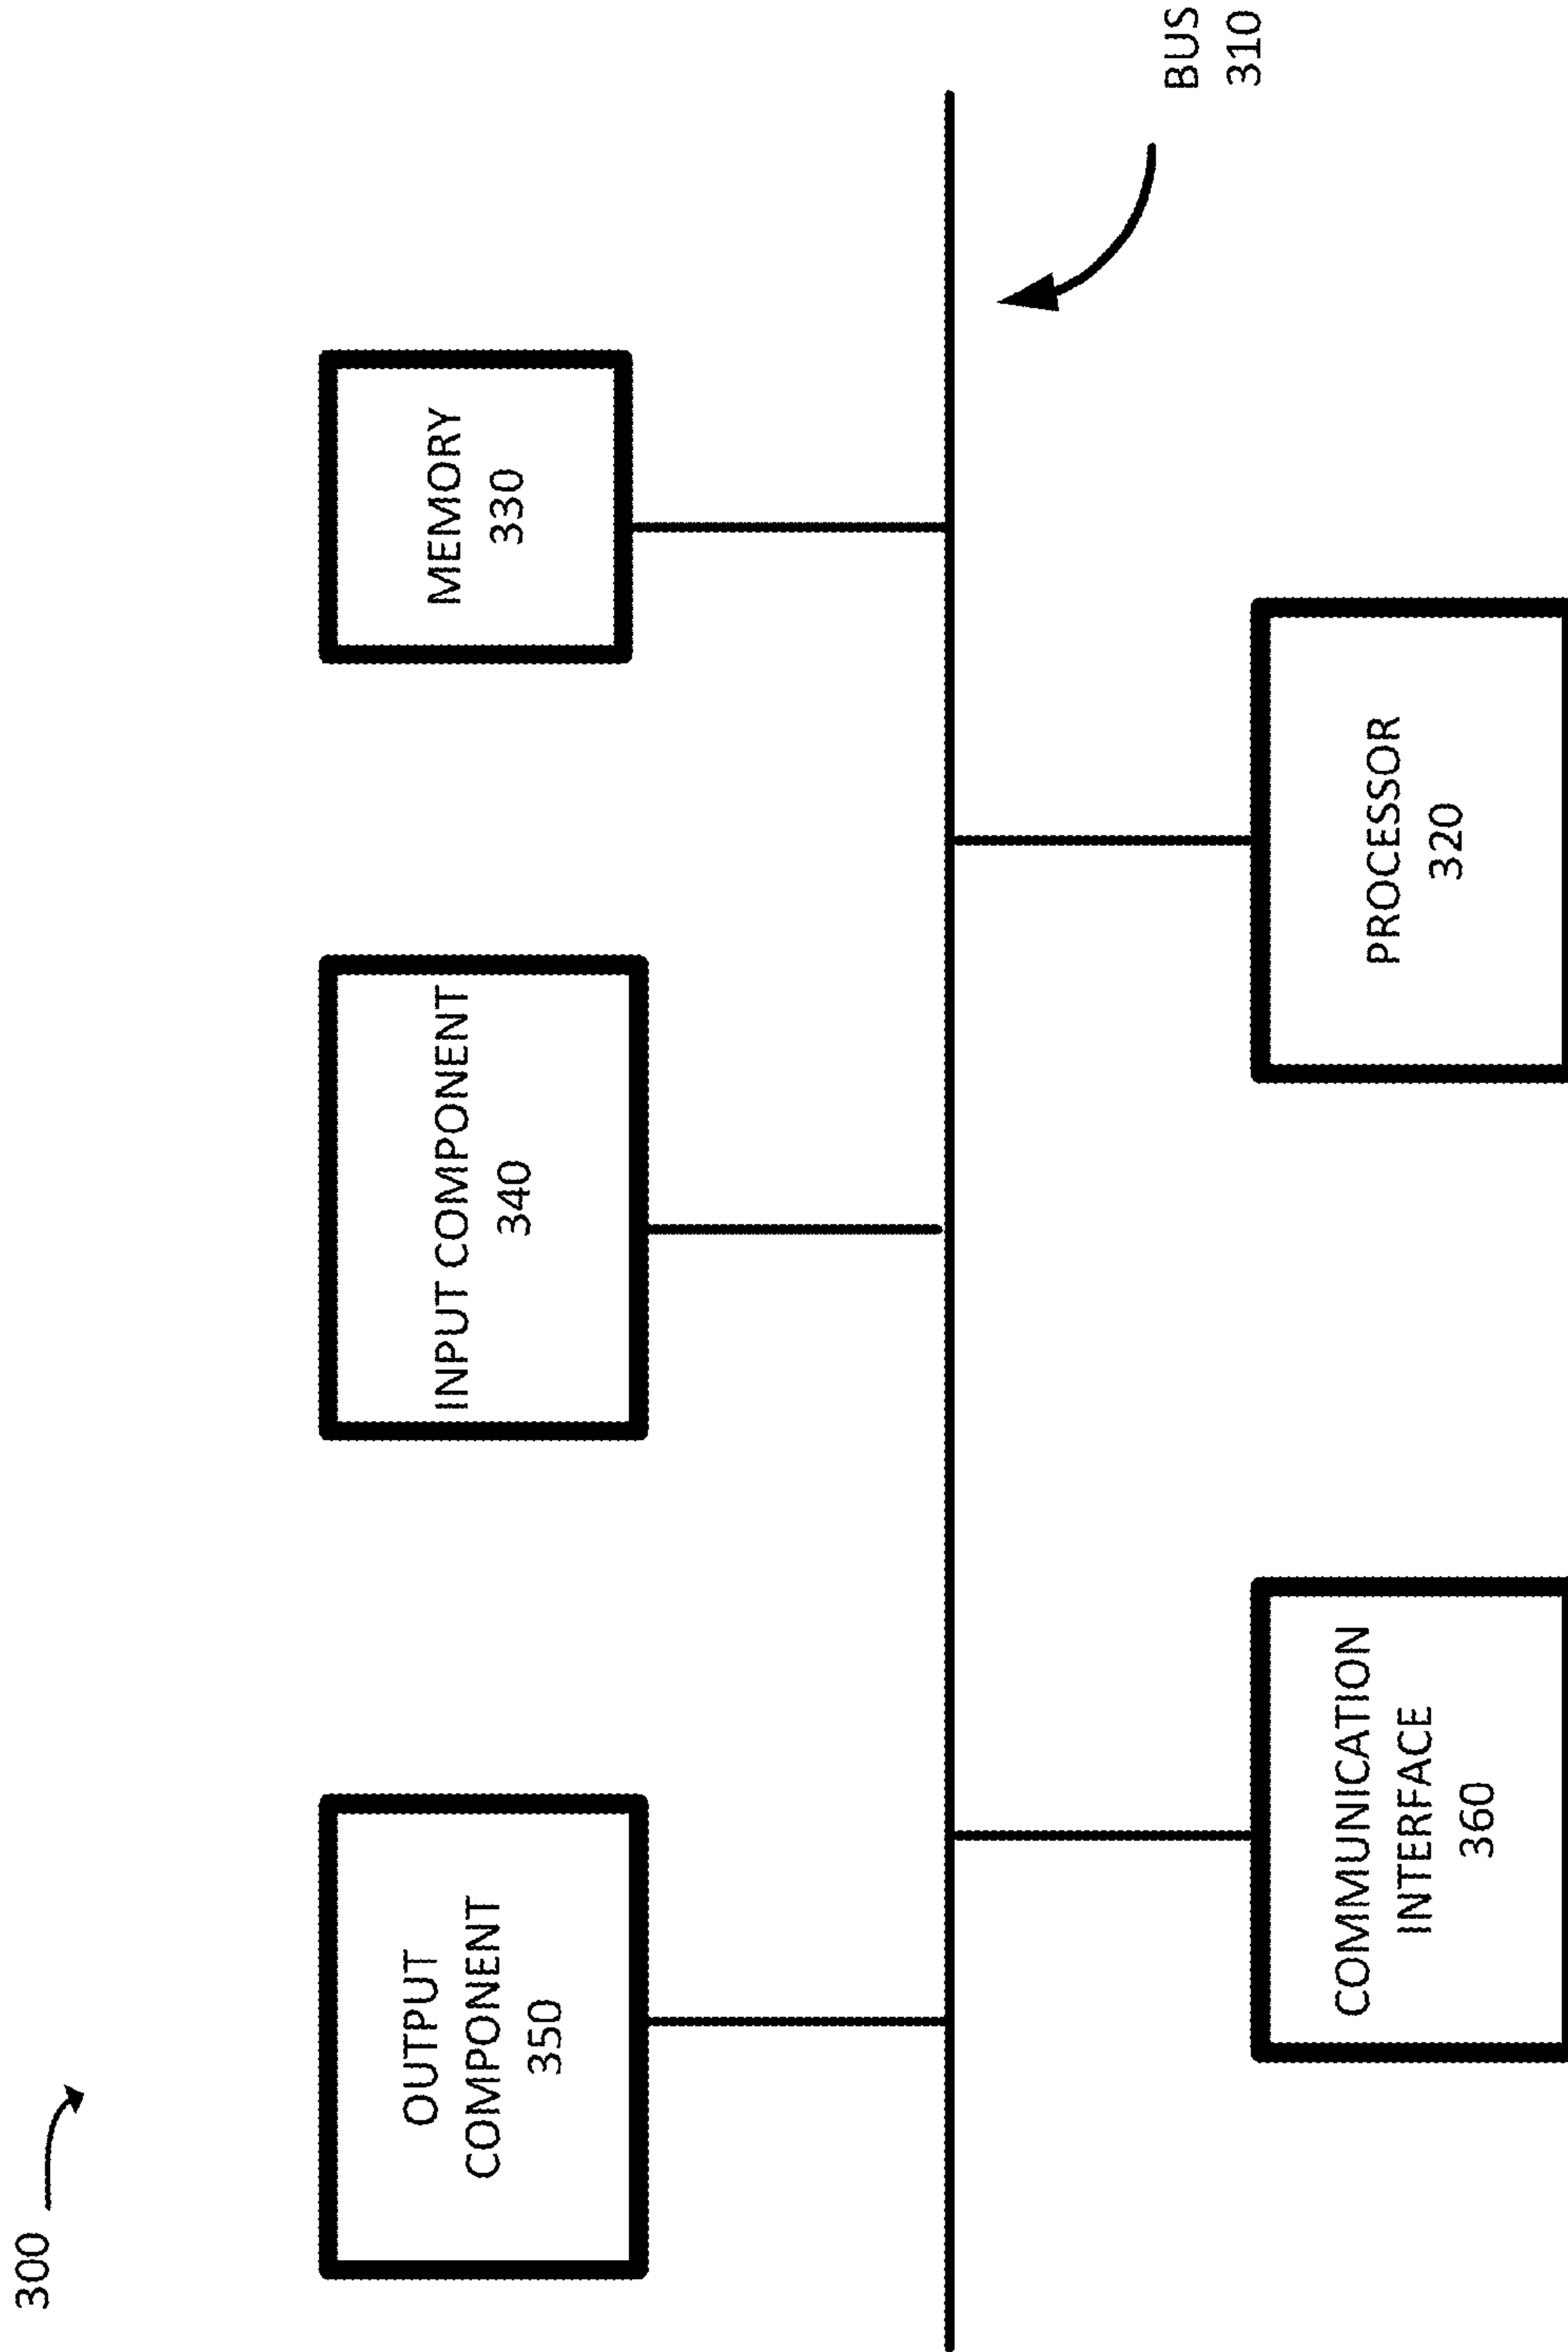 300
OUTPUT
COMPONENT
350
INPUT COMPONENT
340
MEMORY
330
BUS
310
COMMUNICATION
INTERFACE
360
PROCESSOR
320